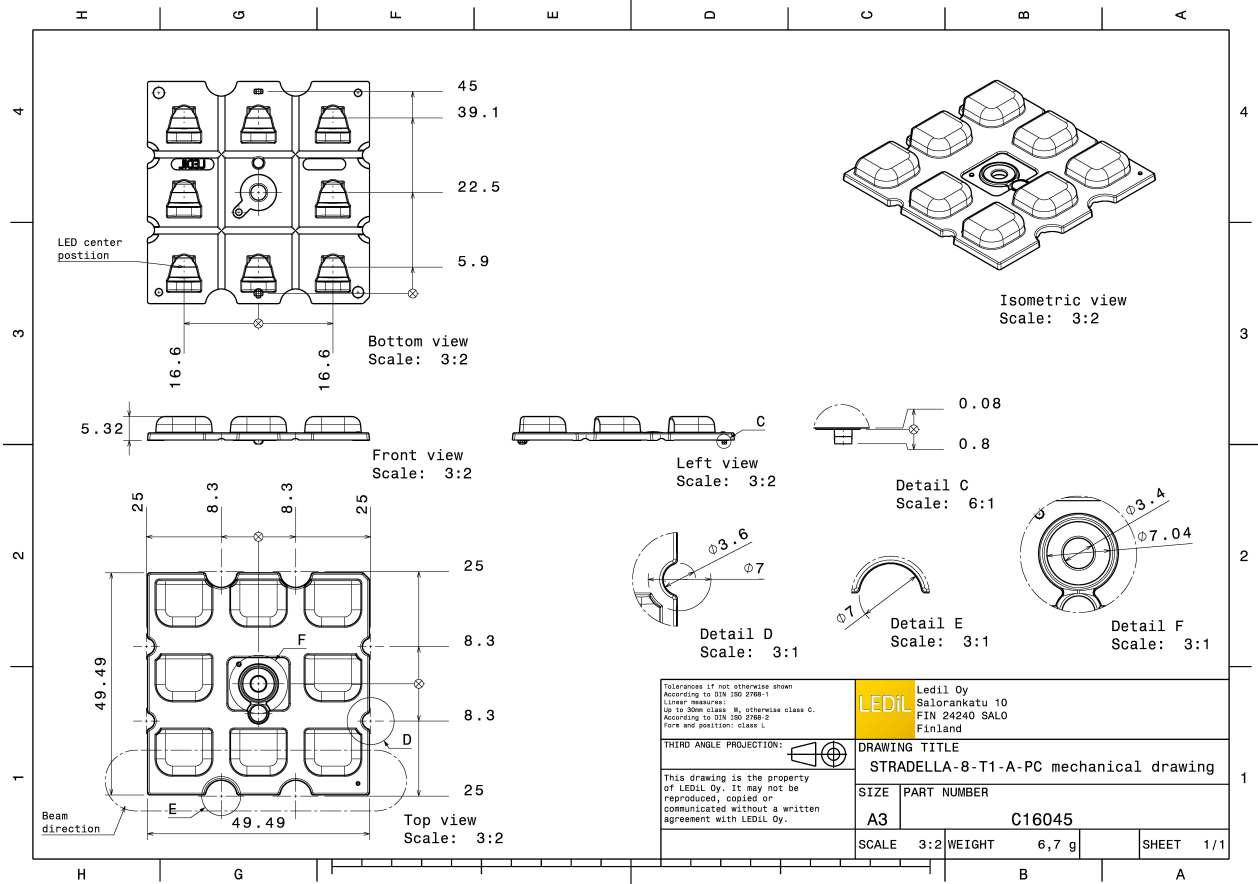 H G F E D C B A
4
45
39.1
LEDiL
22.5
LED center
postiion
5.9
16.6
16.6
Bottom view
Scale: 3:2
4
Isometric view
Scale: 3:2
3
3
5.32
Front view
Scale: 3:2
C
Left view
Scale: 3:2
0.08
0.8
Detail C
Scale: 6:1
2
25
8.3
8.3
25
25
8.3
8.3
25
49.49
49.49
F
D
E
Beam
direction
Top view
Scale: 3:2
Ø3.6
Ø7
Detail D
Scale: 3:1
Ø7
Detail E
Scale: 3:1
Ø3.4
Ø7.04
Detail F
Scale: 3:1
2
1
Tolerances if not otherwise shown
According to DIN ISO 2768-1
Linear measures:
Up to 30mm class M, otherwise class C.
According to DIN ISO 2768-2
Form and position: class L
THIRD ANGLE PROJECTION:
This drawing is the property
of LEDiL Oy. It may not be
reproduced, copied or
communicated without a written
agreement with LEDiL Oy.
LEDiL
Ledil Oy
Salorankatu 10
FIN 24240 SALO
Finland
DRAWING TITLE
STRADELLA-8-T1-A-PC mechanical drawing
SIZE
A3
PART NUMBER
C16045
SCALE 3:2
WEIGHT 6,7 g
SHEET 1/1
1
H G B A